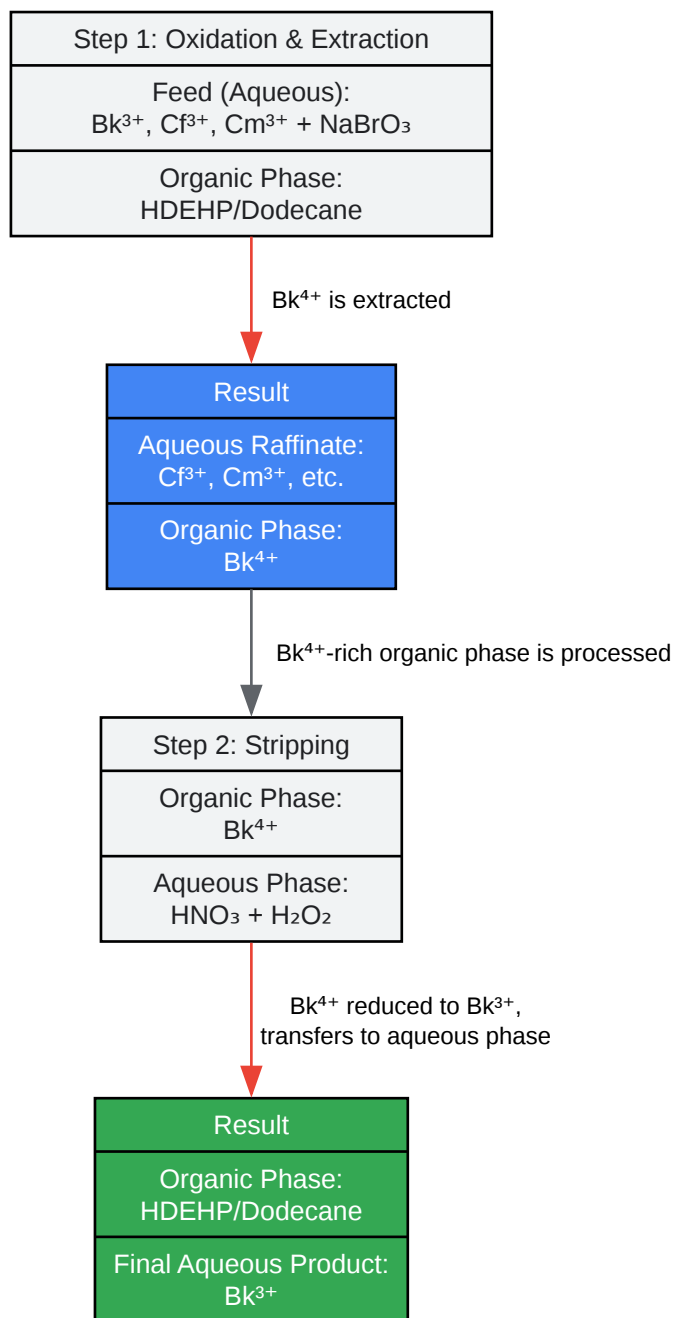 Step 1: Oxidation & Extraction
Feed (Aqueous):
Bk³⁺, Cf³⁺, Cm³⁺ + NaBrO₃
Organic Phase:
HDEHP/Dodecane
Bk⁴⁺ is extracted
Result
Aqueous Raffinate:
Cf³⁺, Cm³⁺, etc.
Organic Phase:
Bk⁴⁺
Bk⁴⁺-rich organic phase is processed
Step 2: Stripping
Organic Phase:
Bk⁴⁺
Aqueous Phase:
HNO₃ + H₂O₂
Bk⁴⁺ reduced to Bk³⁺,
transfers to aqueous phase
Result
Organic Phase:
HDEHP/Dodecane
Final Aqueous Product:
Bk³⁺